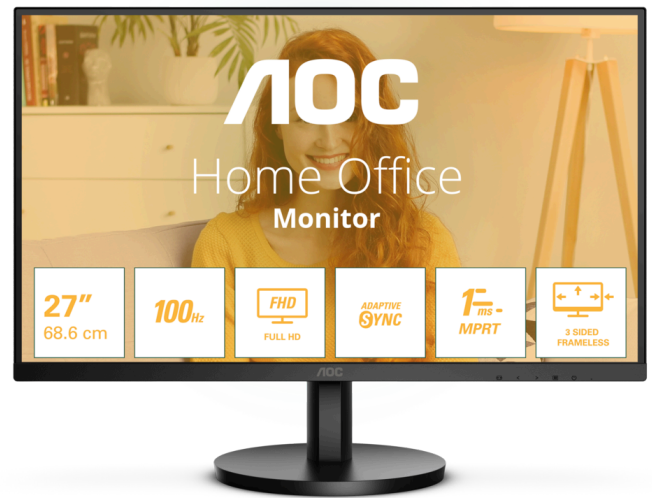 AOC
Home Office
Monitor
27"
68.6 cm
100Hz
FHD
FULL HD
ADAPTIVE
SYNC
1ms -
MPRT
3 SIDED
FRAMELESS
AOC